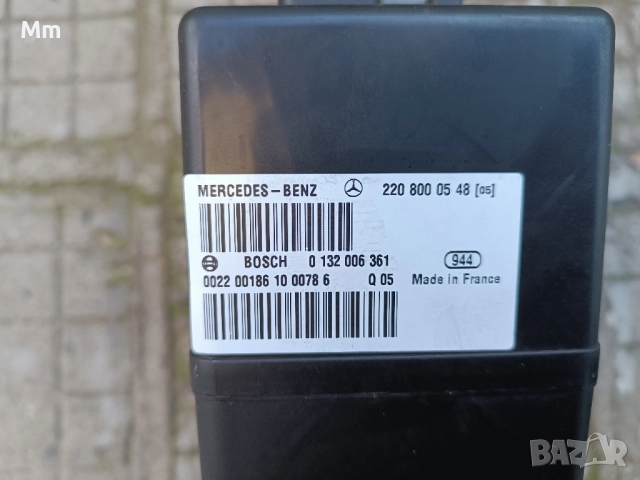 Mm
MERCEDES-BENZ 220 800 05 48 [05]
BOSCH 0 132 006 361 944
0022 00186 10 0078 6 Q 05 Made in France
BAZAR